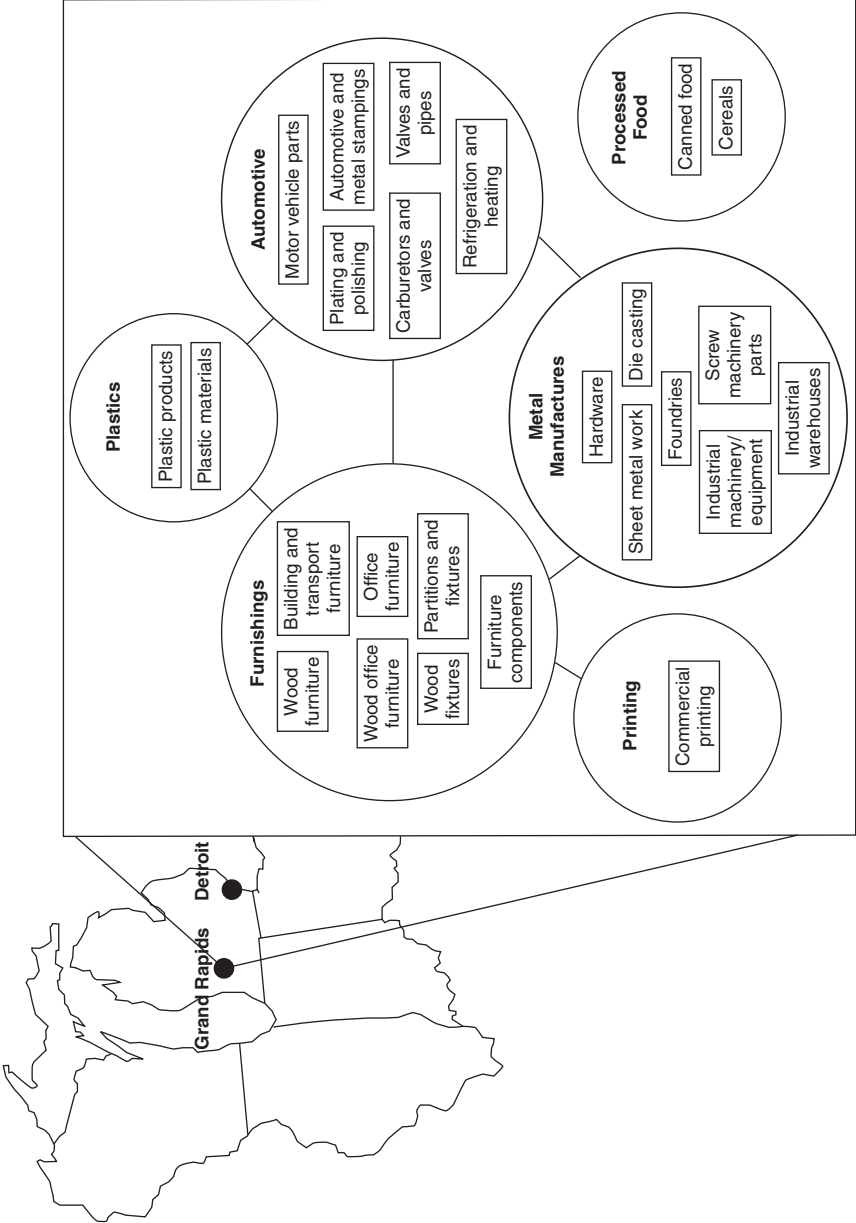 Grand Rapids
Detroit
Plastics
Plastic products
Plastic materials
Furnishings
Wood
furniture
Building and
transport
furniture
Wood office
furniture
Office
furniture
Wood
fixtures
Partitions and
fixtures
Furniture
components
Automotive
Motor vehicle parts
Plating and
polishing
Automotive and
metal stampings
Carburetors and
valves
Valves and
pipes
Refrigeration and
heating
Printing
Commercial
printing
Metal
Manufactures
Hardware
Sheet metal work
Die casting
Foundries
Industrial
machinery/
equipment
Screw
machinery
parts
Industrial
warehouses
Processed
Food
Canned food
Cereals